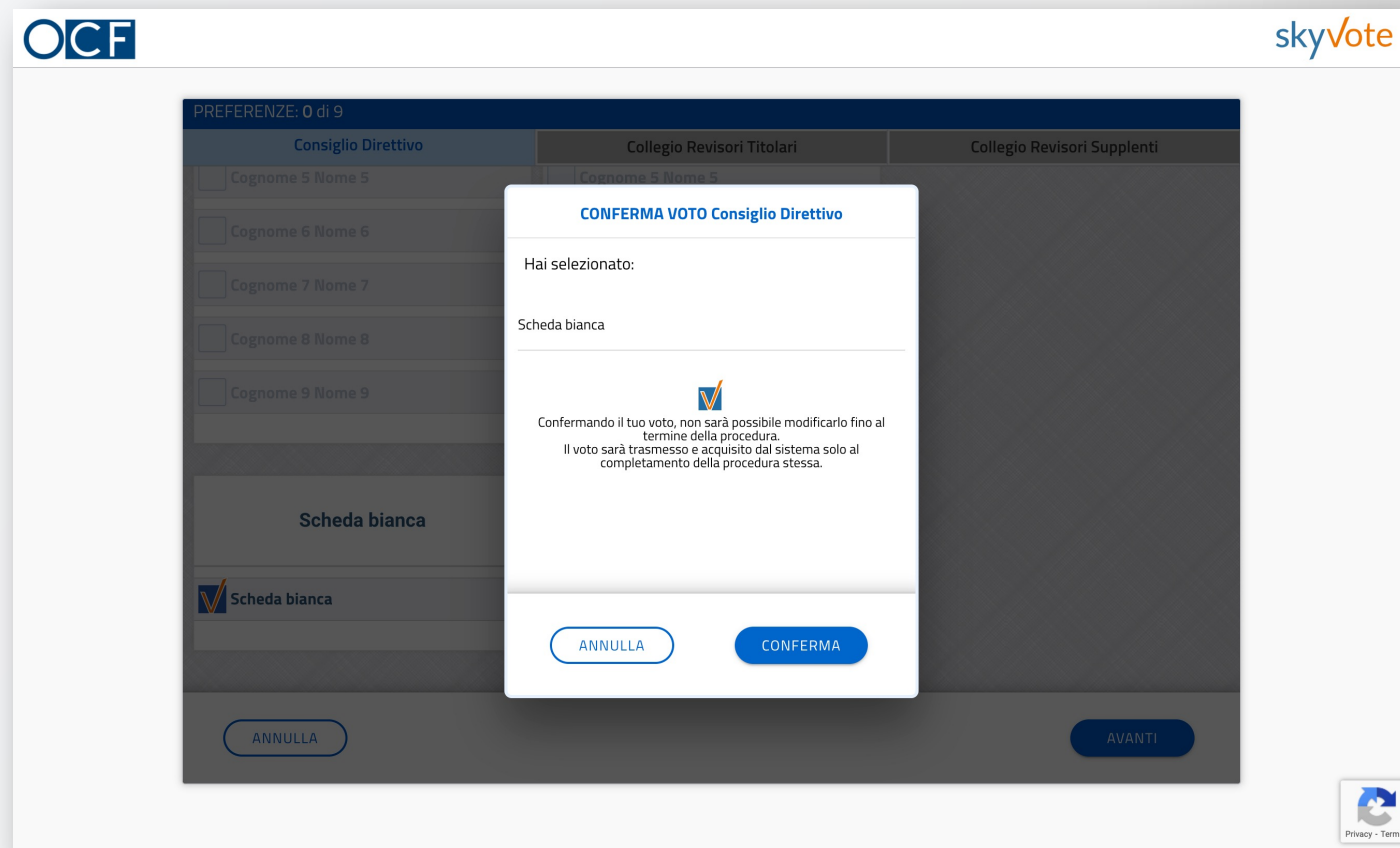 OCF
skyvote
PREFERENZE: 0 di 9
Consiglio Direttivo
Collegio Revisori Titolari
Collegio Revisori Supplenti
Cognome 5 Nome 5
Cognome 5 Nome 5
Cognome 6 Nome 6
Cognome 7 Nome 7
Cognome 8 Nome 8
Cognome 9 Nome 9
Scheda bianca
Scheda bianca
CONFERMA VOTO Consiglio Direttivo
Hai selezionato:
Scheda bianca
Confermando il tuo voto, non sarà possibile modificarlo fino al
termine della procedura.
Il voto sarà trasmesso e acquisito dal sistema solo al
completamento della procedura stessa.
ANNULLA
CONFERMA
ANNULLA
AVANTI
Privacy - Term